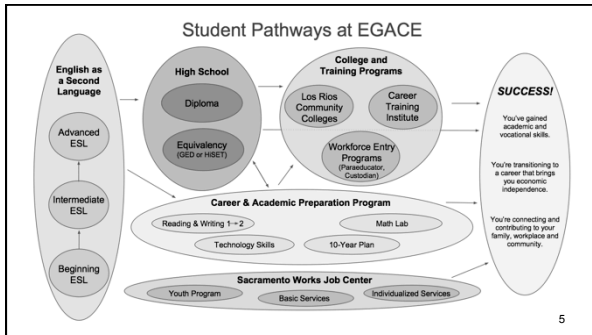 Student Pathways at EGACE
English as
a Second
Language
Advanced
ESL
Intermediate
ESL
Beginning
ESL
High School
Diploma
Equivalency
(GED or HiSET)
College and
Training Programs
Los Rios
Community
Colleges
Career
Training
Institute
Workforce Entry
Programs
(Paraeducator,
Custodian)
Career & Academic Preparation Program
Reading & Writing 1→2
Math Lab
Technology Skills
10-Year Plan
Sacramento Works Job Center
Youth Program
Basic Services
Individualized Services
SUCCESS!
You've gained
academic and
vocational skills.
You're transitioning to
a career that brings
you economic
independence.
You're connecting and
contributing to your
family, workplace and
community.
5